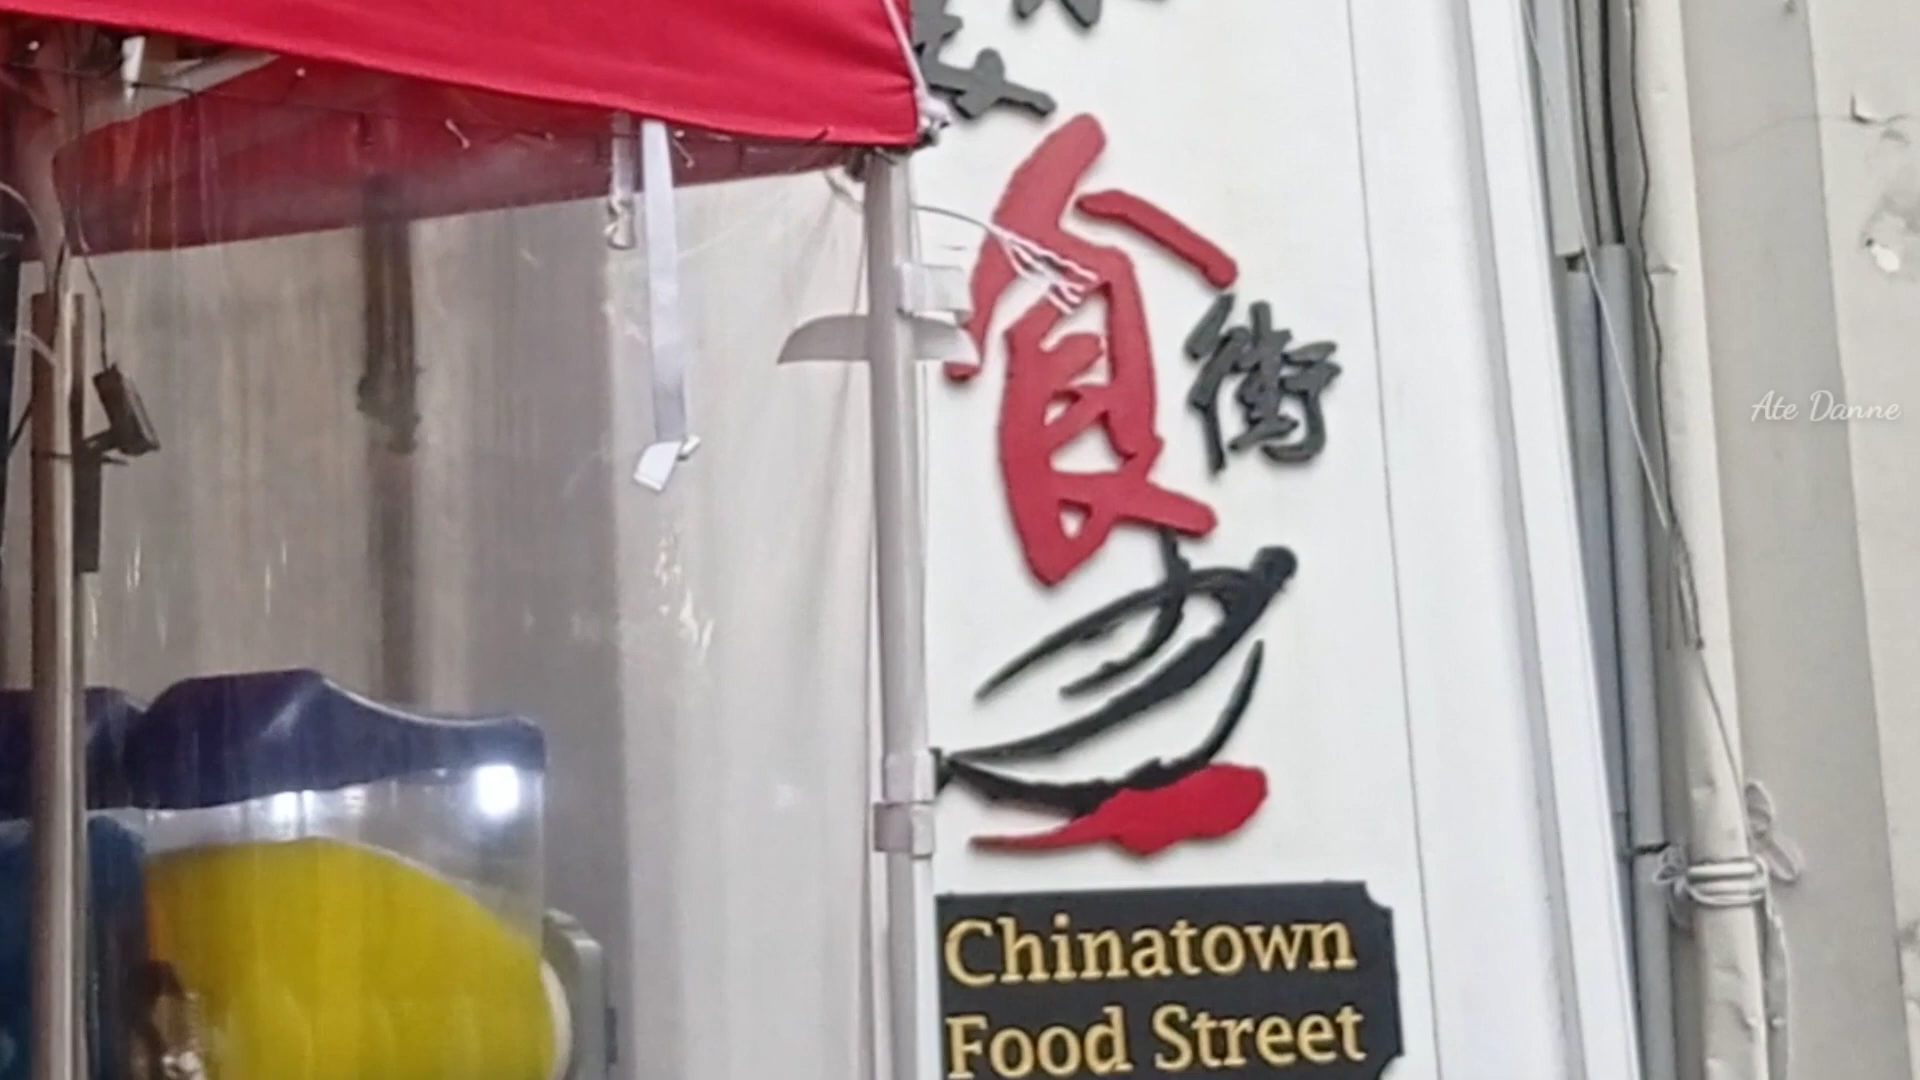 食街
Chinatown
Food Street
Ate Danne